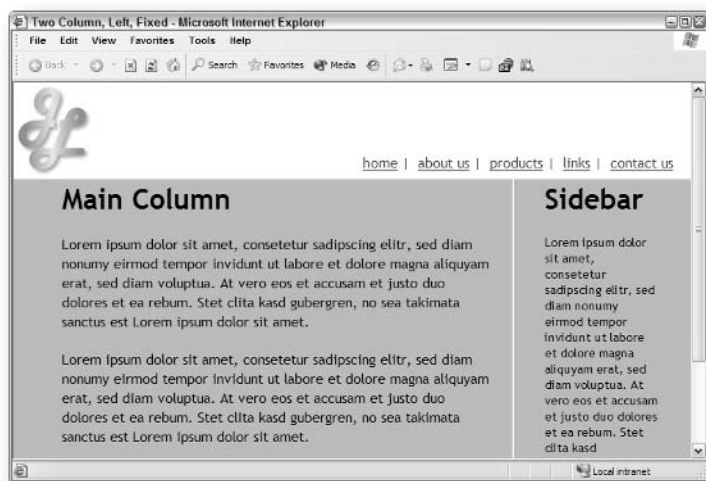 Two Column, Left, Fixed - Microsoft Internet Explorer
File Edit View Favorites Tools Help
Back Search Favorites Media
home | about us | products | links | contact us
Main Column
Lorem ipsum dolor sit amet, consetetur sadipscing elitr, sed diam
nonumy eirmod tempor invidunt ut labore et dolore magna aliquyam
erat, sed diam voluptua. At vero eos et accusam et justo duo
dolores et ea rebum. Stet clita kasd gubergren, no sea takimata
sanctus est Lorem ipsum dolor sit amet.
Lorem ipsum dolor sit amet, consetetur sadipscing elitr, sed diam
nonumy eirmod tempor invidunt ut labore et dolore magna aliquyam
erat, sed diam voluptua. At vero eos et accusam et justo duo
dolores et ea rebum. Stet clita kasd gubergren, no sea takimata
sanctus est Lorem ipsum dolor sit amet.
Sidebar
Lorem ipsum dolor
sit amet,
consetetur
sadipscing elitr, sed
diam nonumy
eirmod tempor
invidunt ut labore
et dolore magna
aliquyam erat, sed
diam voluptua. At
vero eos et accusam
et justo duo dolores
et ea rebum. Stet
clita kasd
Local intranet